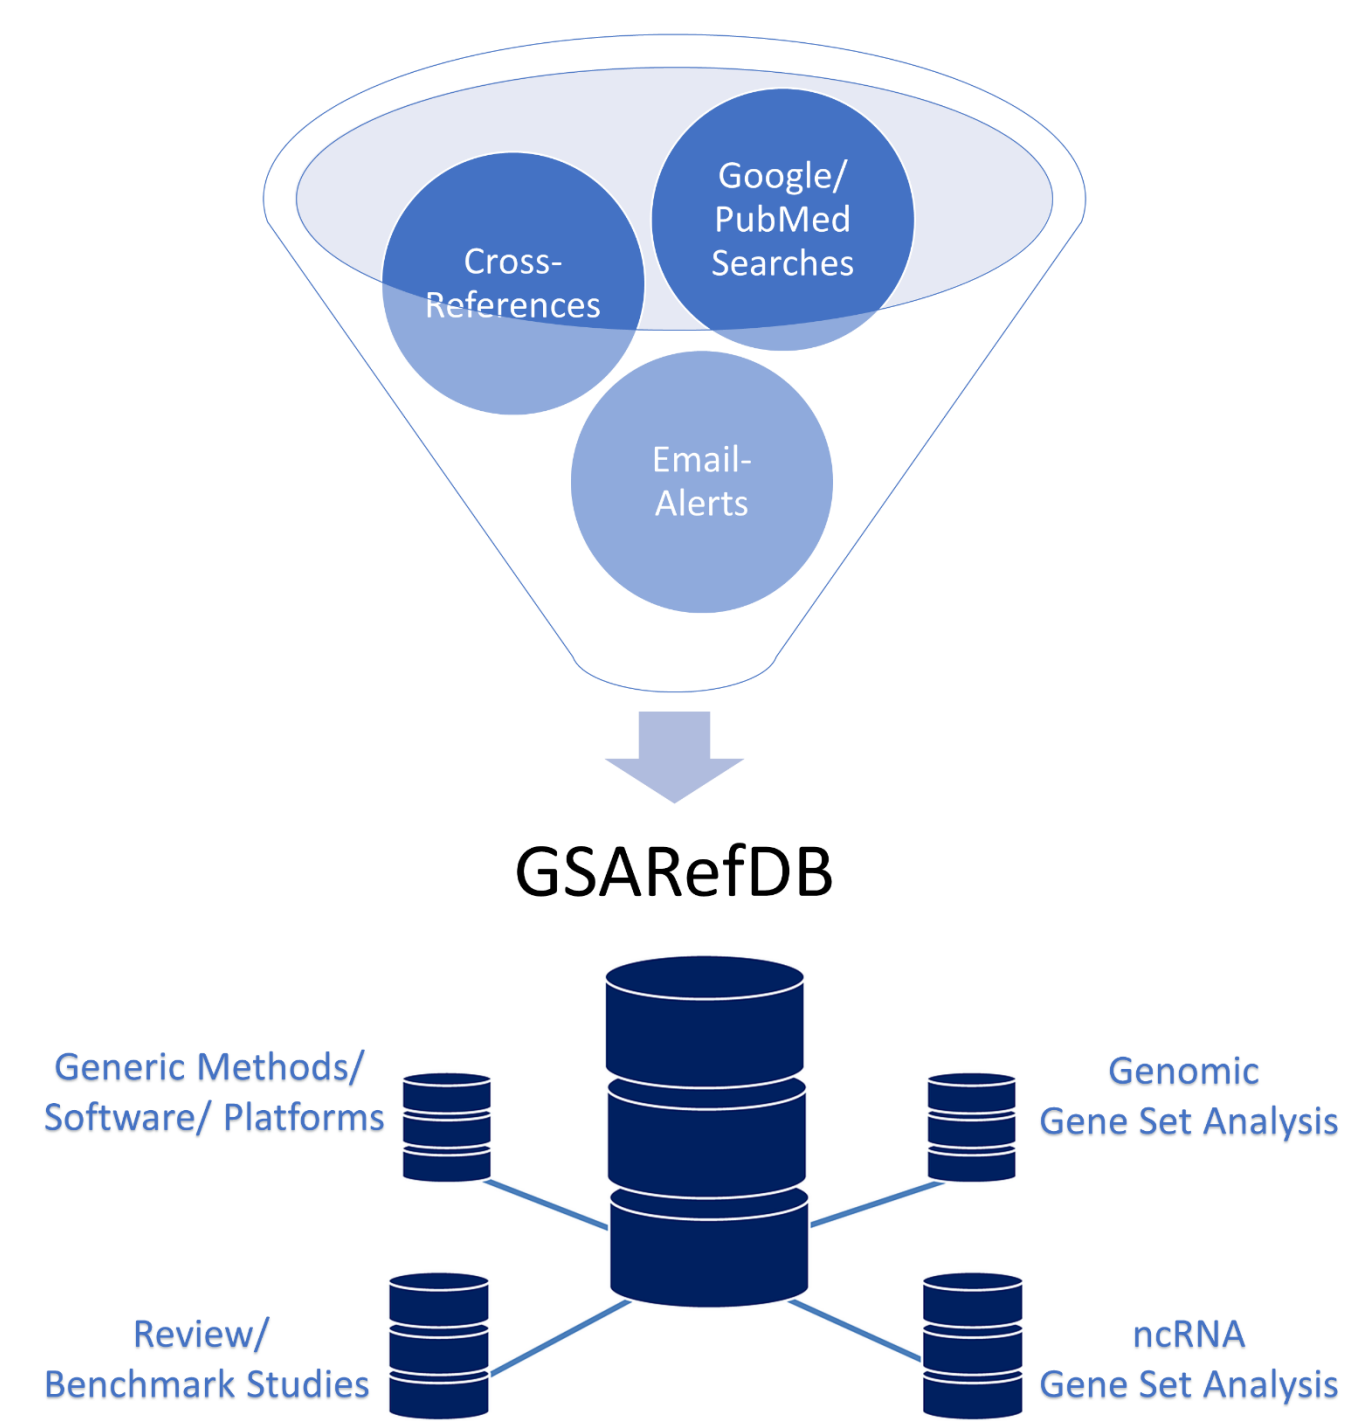 Google/
PubMed
Searches
Cross-
References
Email-
Alerts
GSARefDB
Generic Methods/
Software/ Platforms
Genomic
Gene Set Analysis
Review/
Benchmark Studies
ncRNA
Gene Set Analysis